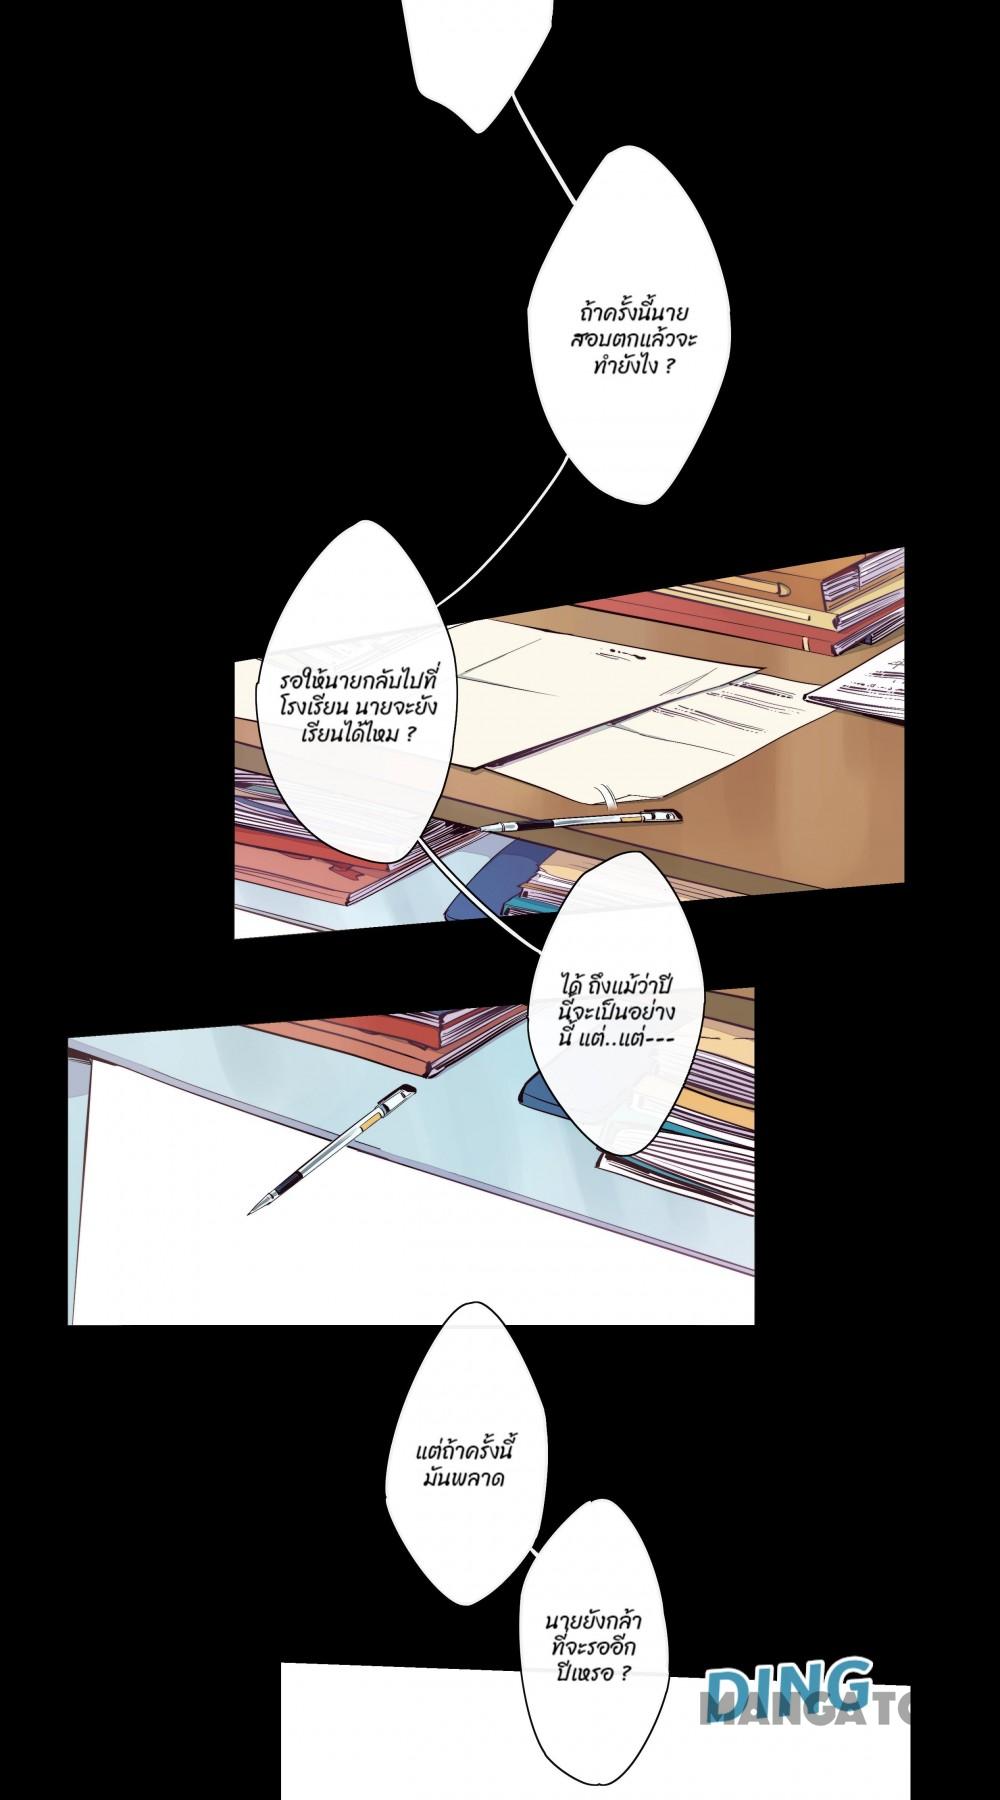 ถ้าครั้งนี้นาย
สอบตกแล้วจะ
ทำยังไง ?
รอให้นายกลับไปที่
โรงเรียน นายจะยัง
เรียนได้ไหม ?
ได้ ถึงแม้ว่าปี
นี้จะเป็นอย่าง
นี้ แต่..แต่---
แต่ถ้าครั้งนี้
มันพลาด
นายยังกล้า
ที่จะรออีก
ปีเหรอ ?
DING
MANGA TO